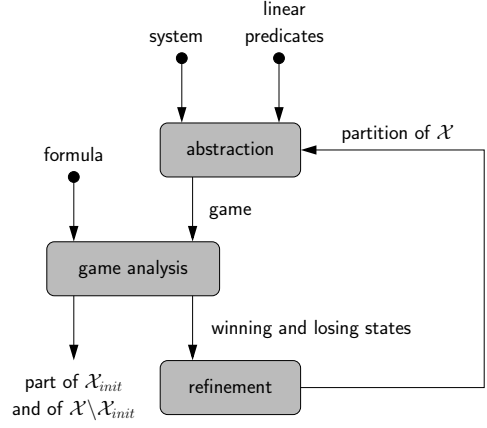 linear
system
predicates
abstraction
partition of 𝒳
formula
game
game analysis
winning and losing states
part of 𝒳_init
and of 𝒳\𝒳_init
refinement